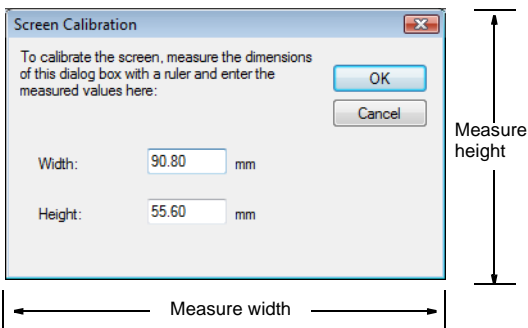 Screen Calibration
To calibrate the screen, measure the dimensions
of this dialog box with a ruler and enter the
measured values here:
OK
Cancel
Width:
90.80
mm
Height:
55.60
mm
Measure
height
Measure width